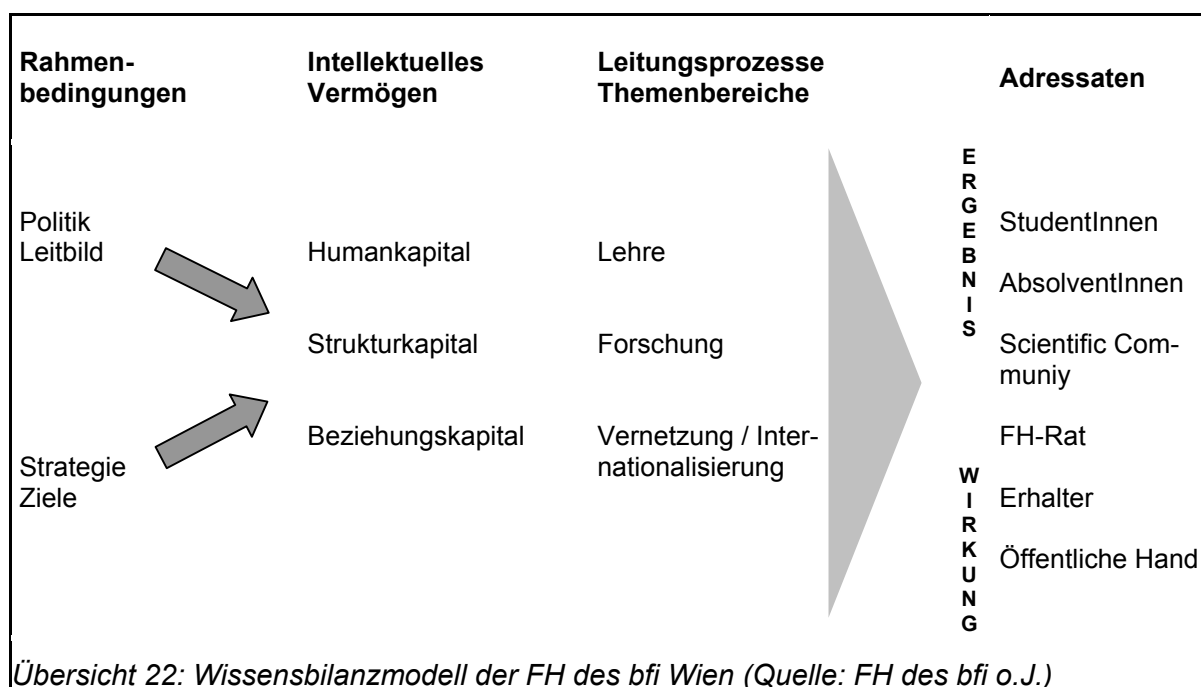 Rahmen-
bedingungen
Intellektuelles
Vermögen
Leitungsprozesse
Themenbereiche
Adressaten
Politik
Leitbild
Strategie
Ziele
Humankapital
Strukturkapital
Beziehungskapital
Lehre
Forschung
Vernetzung / Inter-
nationalisierung
ERGEBNIS
WIRKUNG
StudentInnen
AbsolventInnen
Scientific Com-
muniy
FH-Rat
Erhalter
Öffentliche Hand
Übersicht 22: Wissensbilanzmodell der FH des bfi Wien (Quelle: FH des bfi o.J.)